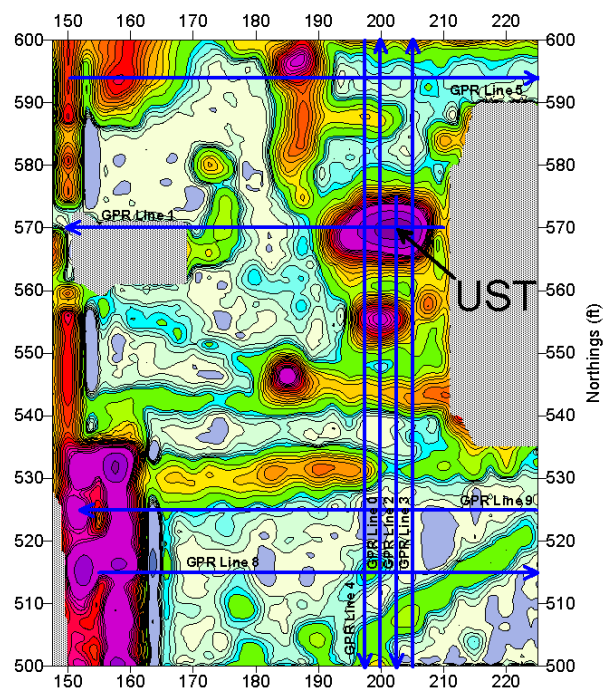 150 160 170 180 190 200 210 220
600 600
590 590
GPR Line 5
580 580
GPR Line 1
570 570
UST
560 560
550 550
Northings (ft)
540 540
530 530
GPR Line 9
GPR Line 0
GPR Line 2
GPR Line 3
520 520
GPR Line 8
GPR Line 4
510 510
500 500
150 160 170 180 190 200 210 220